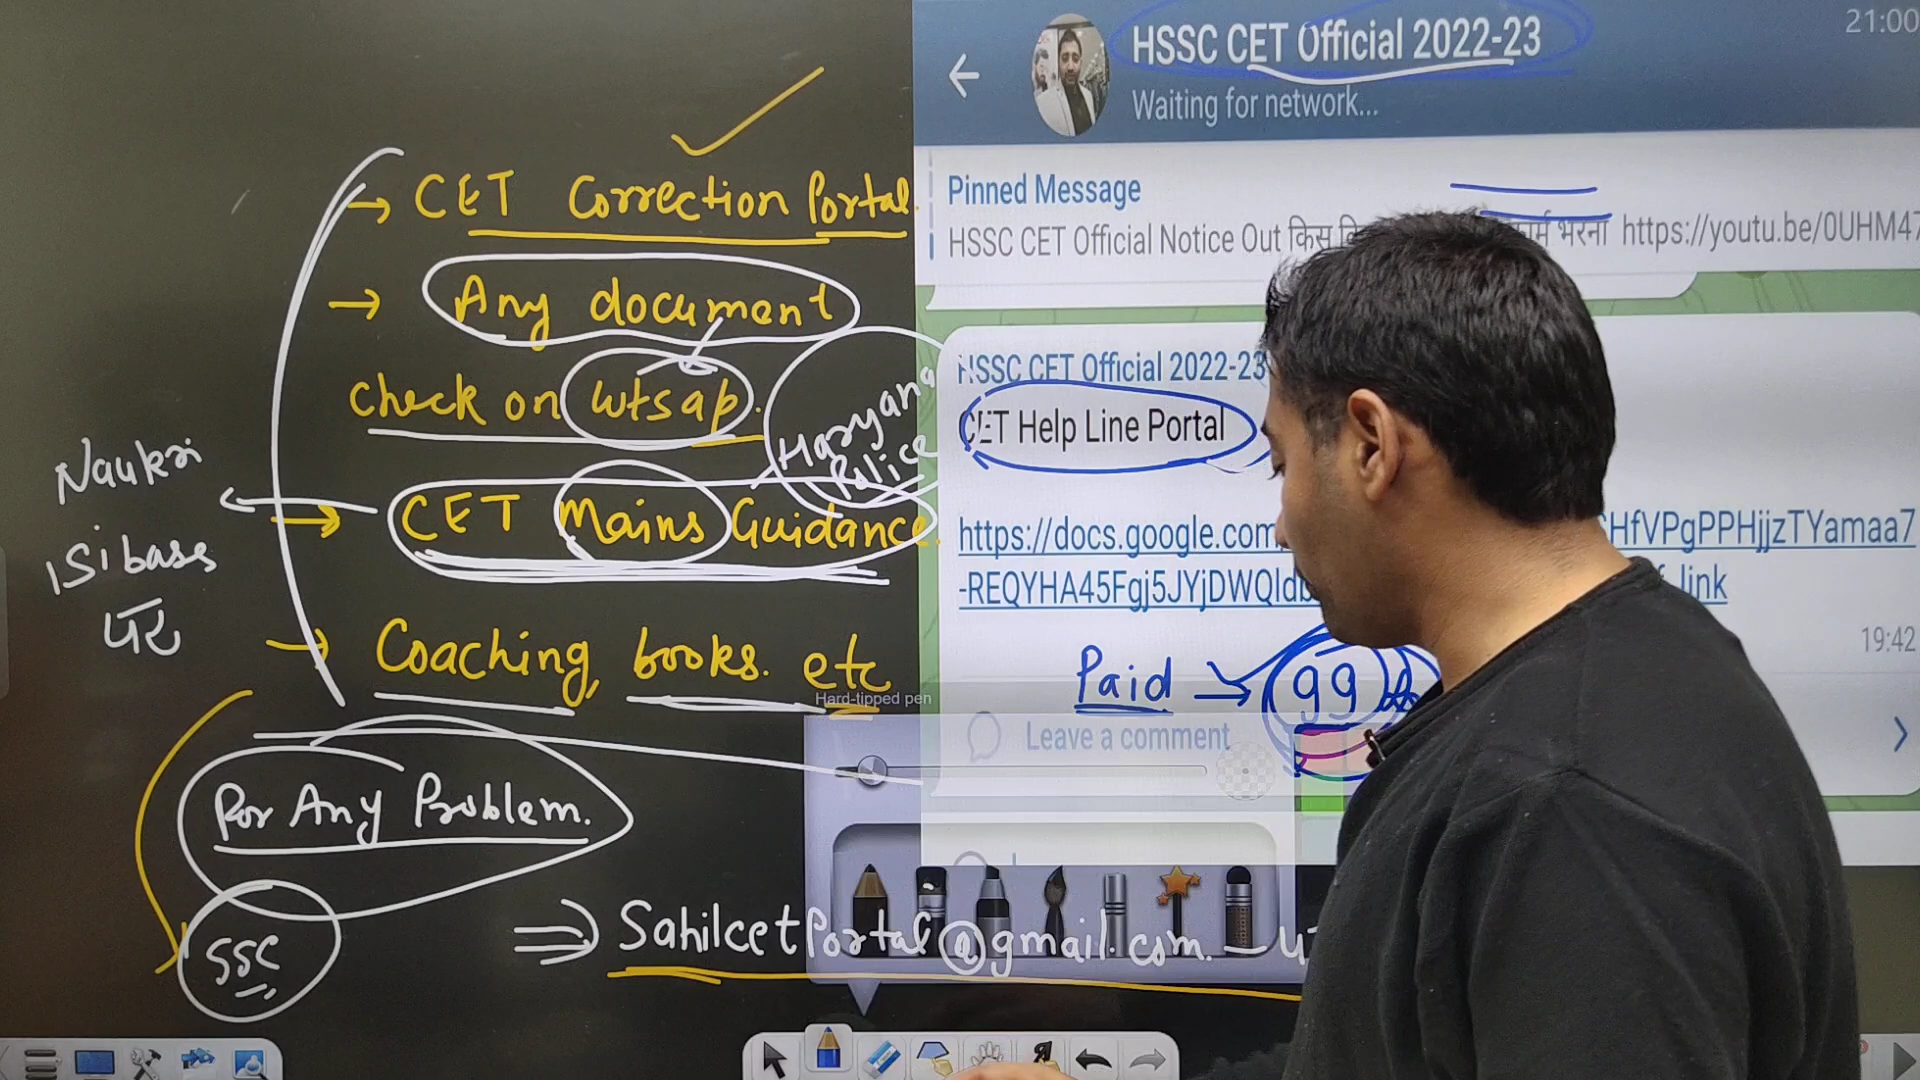 → CET Correction Portal.
→ Any document
check on wtsap.
Haryana
Police
→ CET Mains Guidance.
Naukri
isi base
पर
→ Coaching, books. etc
For Any Problem.
SSC
⇒ Sahilcetportal@gmail.com. –
HSSC CET Official 2022-23
21:00
Waiting for network...
Pinned Message
HSSC CET Official Notice Out किस भरना https://youtu.be/0UHM47
HSSC CET Official 2022-23
CET Help Line Portal
https://docs.google.com HfVPgPPHjjzTYamaa7
-REQYHA45Fgj5JYjDWQldb link
19:42
Paid → 99
Leave a comment
Hard-tipped pen